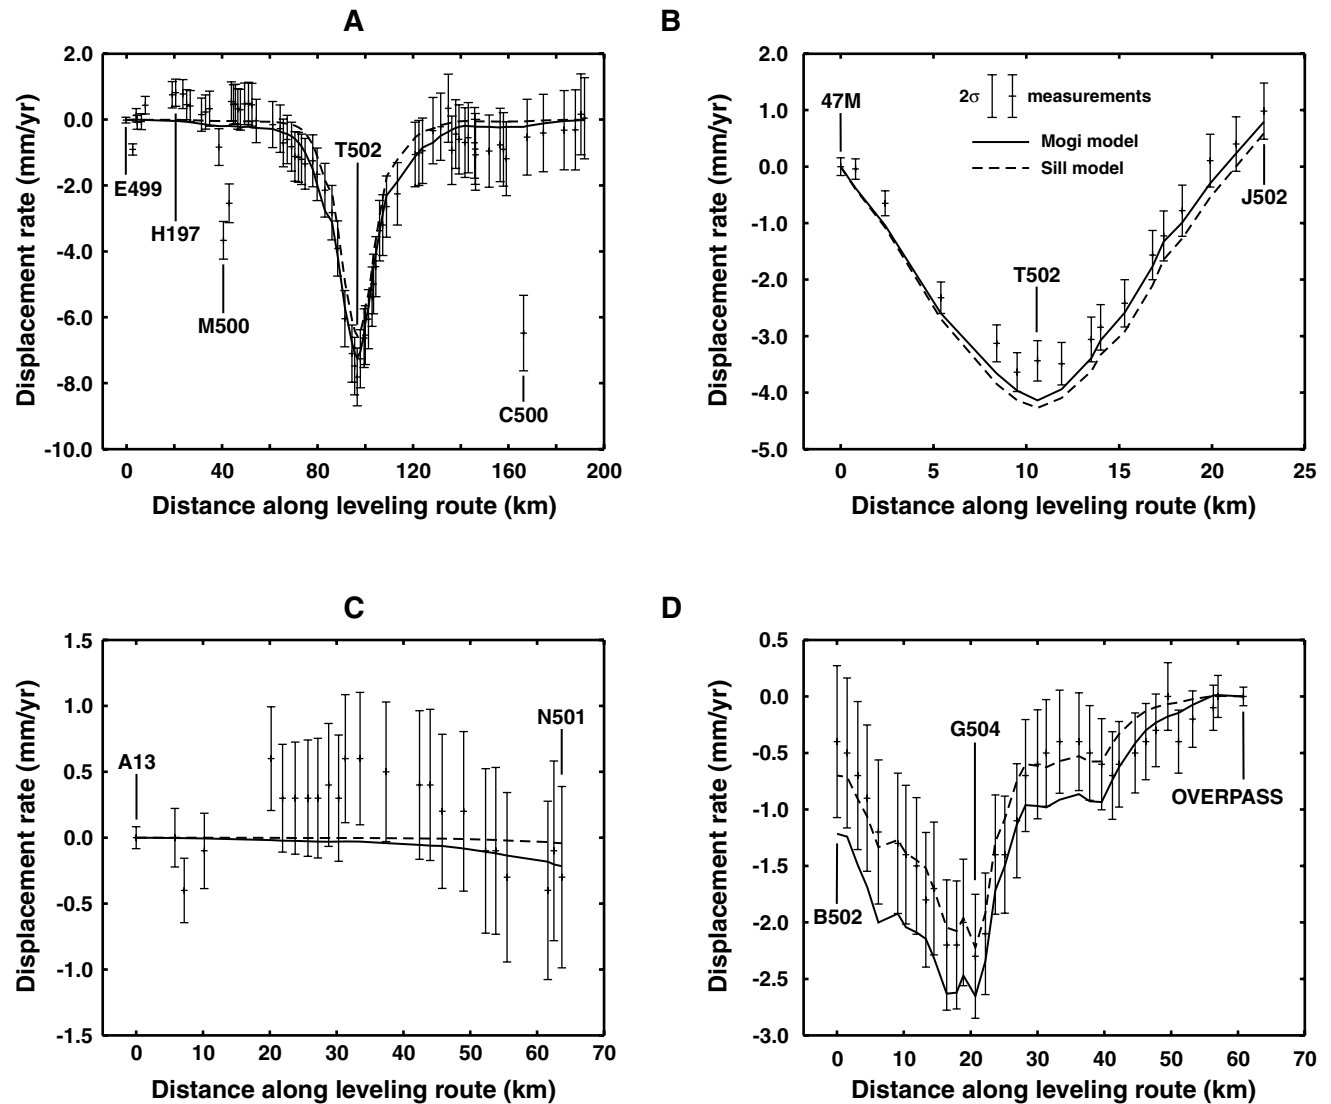 A
Displacement rate (mm/yr)
2.0
0.0
-2.0
-4.0
-6.0
-8.0
-10.0
E499
H197
M500
T502
C500
0 40 80 120 160 200
Distance along leveling route (km)
B
Displacement rate (mm/yr)
2.0
1.0
0.0
-1.0
-2.0
-3.0
-4.0
-5.0
47M
2σ measurements
Mogi model
Sill model
T502
J502
0 5 10 15 20 25
Distance along leveling route (km)
C
Displacement rate (mm/yr)
1.5
1.0
0.5
0.0
-0.5
-1.0
-1.5
A13
N501
0 10 20 30 40 50 60 70
Distance along leveling route (km)
D
Displacement rate (mm/yr)
0.5
0.0
-0.5
-1.0
-1.5
-2.0
-2.5
-3.0
B502
G504
OVERPASS
0 10 20 30 40 50 60 70
Distance along leveling route (km)